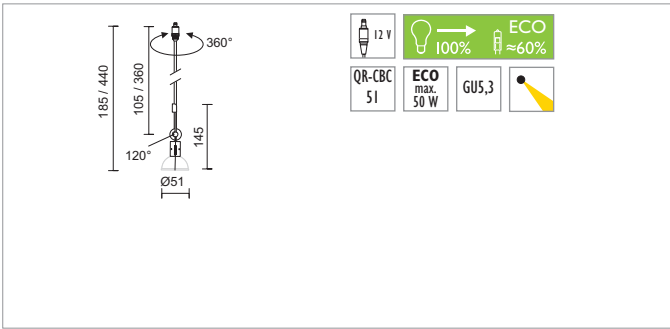 360°
185 / 440
105 / 360
145
120°
Ø51
12 V
100%
ECO
≈60%
QR-CBC
51
ECO
max.
50 W
GU5,3